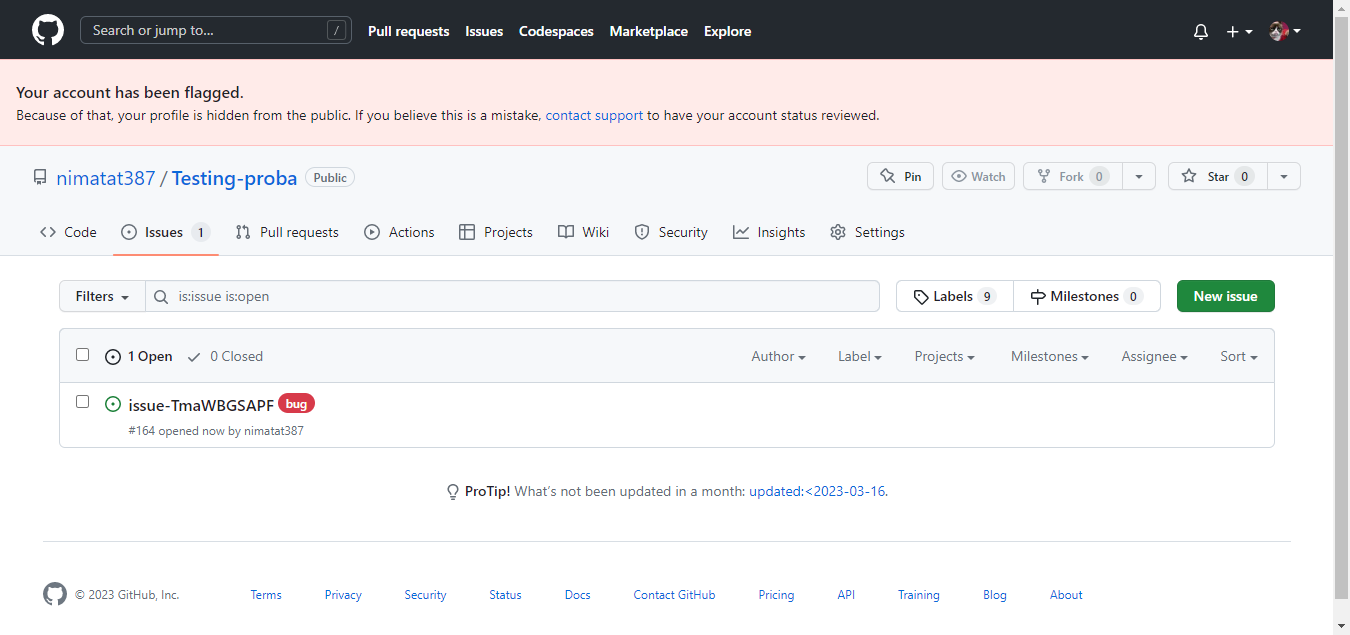 Search or jump to... /
Pull requests Issues Codespaces Marketplace Explore
Your account has been flagged.
Because of that, your profile is hidden from the public. If you believe this is a mistake, contact support to have your account status reviewed.
nimatat387 / Testing-proba Public
Pin Watch Fork 0 Star 0
Code Issues 1 Pull requests Actions Projects Wiki Security Insights Settings
Filters is:issue is:open Labels 9 Milestones 0 New issue
1 Open 0 Closed Author Label Projects Milestones Assignee Sort
issue-TmaWBGSAPF bug
#164 opened now by nimatat387
ProTip! What's not been updated in a month: updated:<2023-03-16.
© 2023 GitHub, Inc. Terms Privacy Security Status Docs Contact GitHub Pricing API Training Blog About